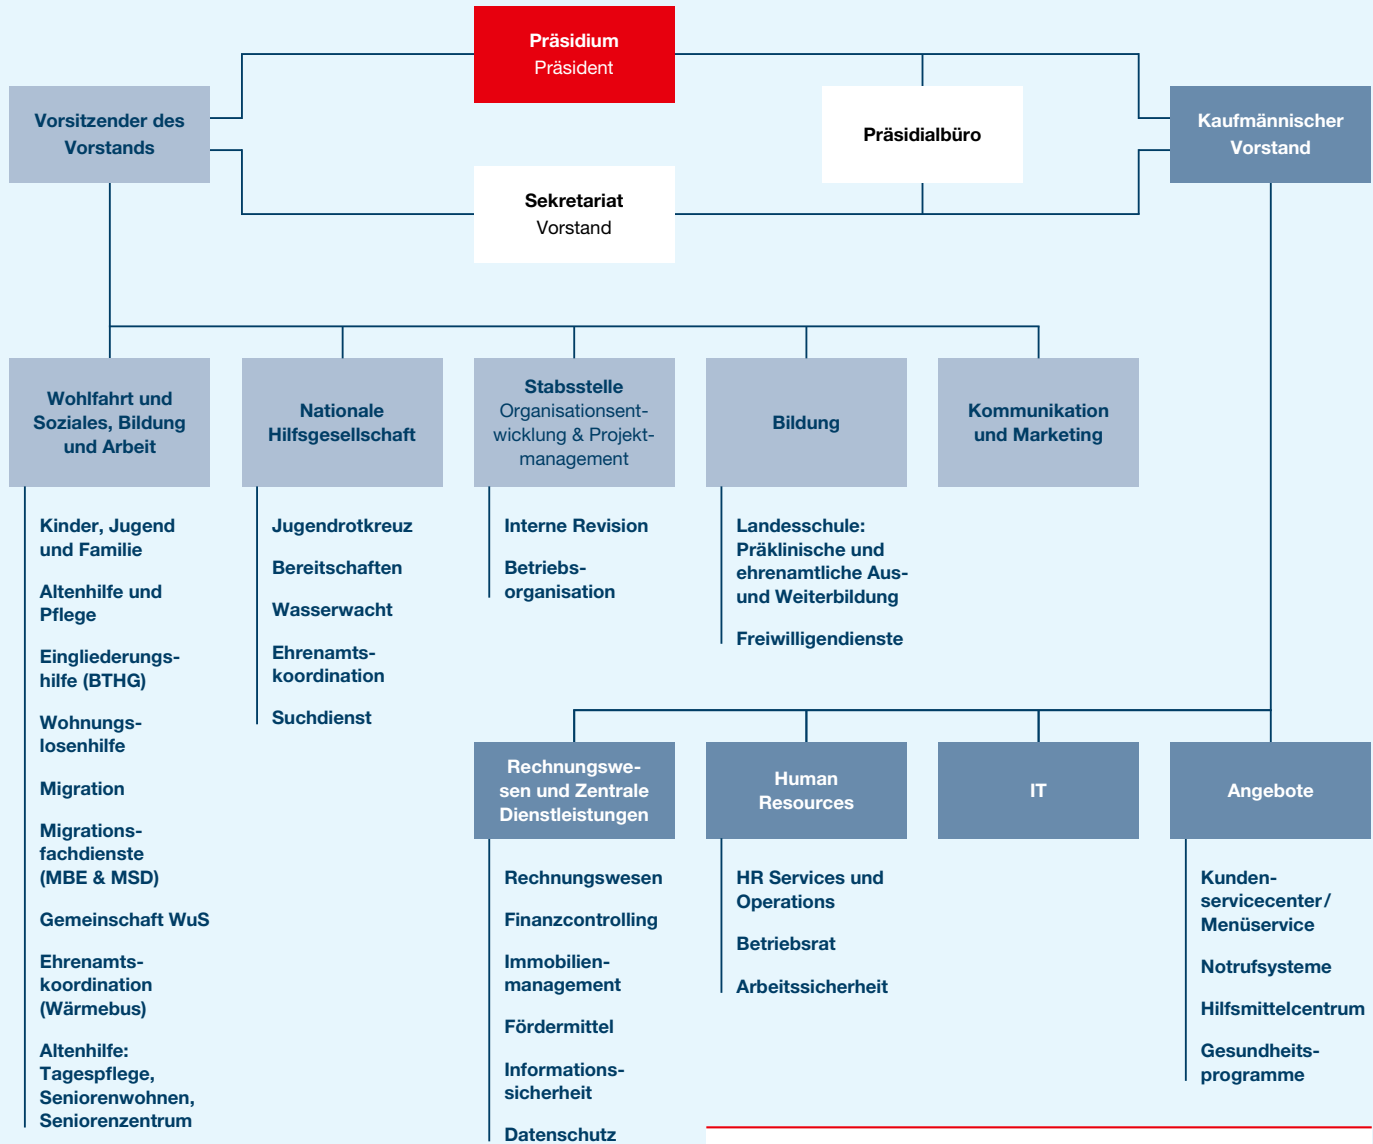 Präsidium
Präsident
Vorsitzender des
Vorstands
Präsidialbüro
Kaufmännischer
Vorstand
Sekretariat
Vorstand
Wohlfahrt und
Soziales, Bildung
und Arbeit
Nationale
Hilfsgesellschaft
Stabsstelle
Organisationsent-
wicklung & Projekt-
management
Bildung
Kommunikation
und Marketing
Kinder, Jugend
und Familie
Altenhilfe und
Pflege
Eingliederungs-
hilfe (BTHG)
Wohnungs-
losenhilfe
Migration
Migrations-
fachdienste
(MBE & MSD)
Gemeinschaft WuS
Ehrenamts-
koordination
(Wärmebus)
Altenhilfe:
Tagespflege,
Seniorenwohnen,
Seniorenzentrum
Jugendrotkreuz
Bereitschaften
Wasserwacht
Ehrenamts-
koordination
Suchdienst
Interne Revision
Betriebs-
organisation
Landesschule:
Präklinische und
ehrenamtliche Aus-
und Weiterbildung
Freiwilligendienste
Rechnungswe-
sen und Zentrale
Dienstleistungen
Human
Resources
IT
Angebote
Rechnungswesen
Finanzcontrolling
Immobilien-
management
Fördermittel
Informations-
sicherheit
Datenschutz
HR Services und
Operations
Betriebsrat
Arbeitssicherheit
Kunden-
servicecenter/
Menüservice
Notrufsysteme
Hilfsmittelcentrum
Gesundheits-
programme